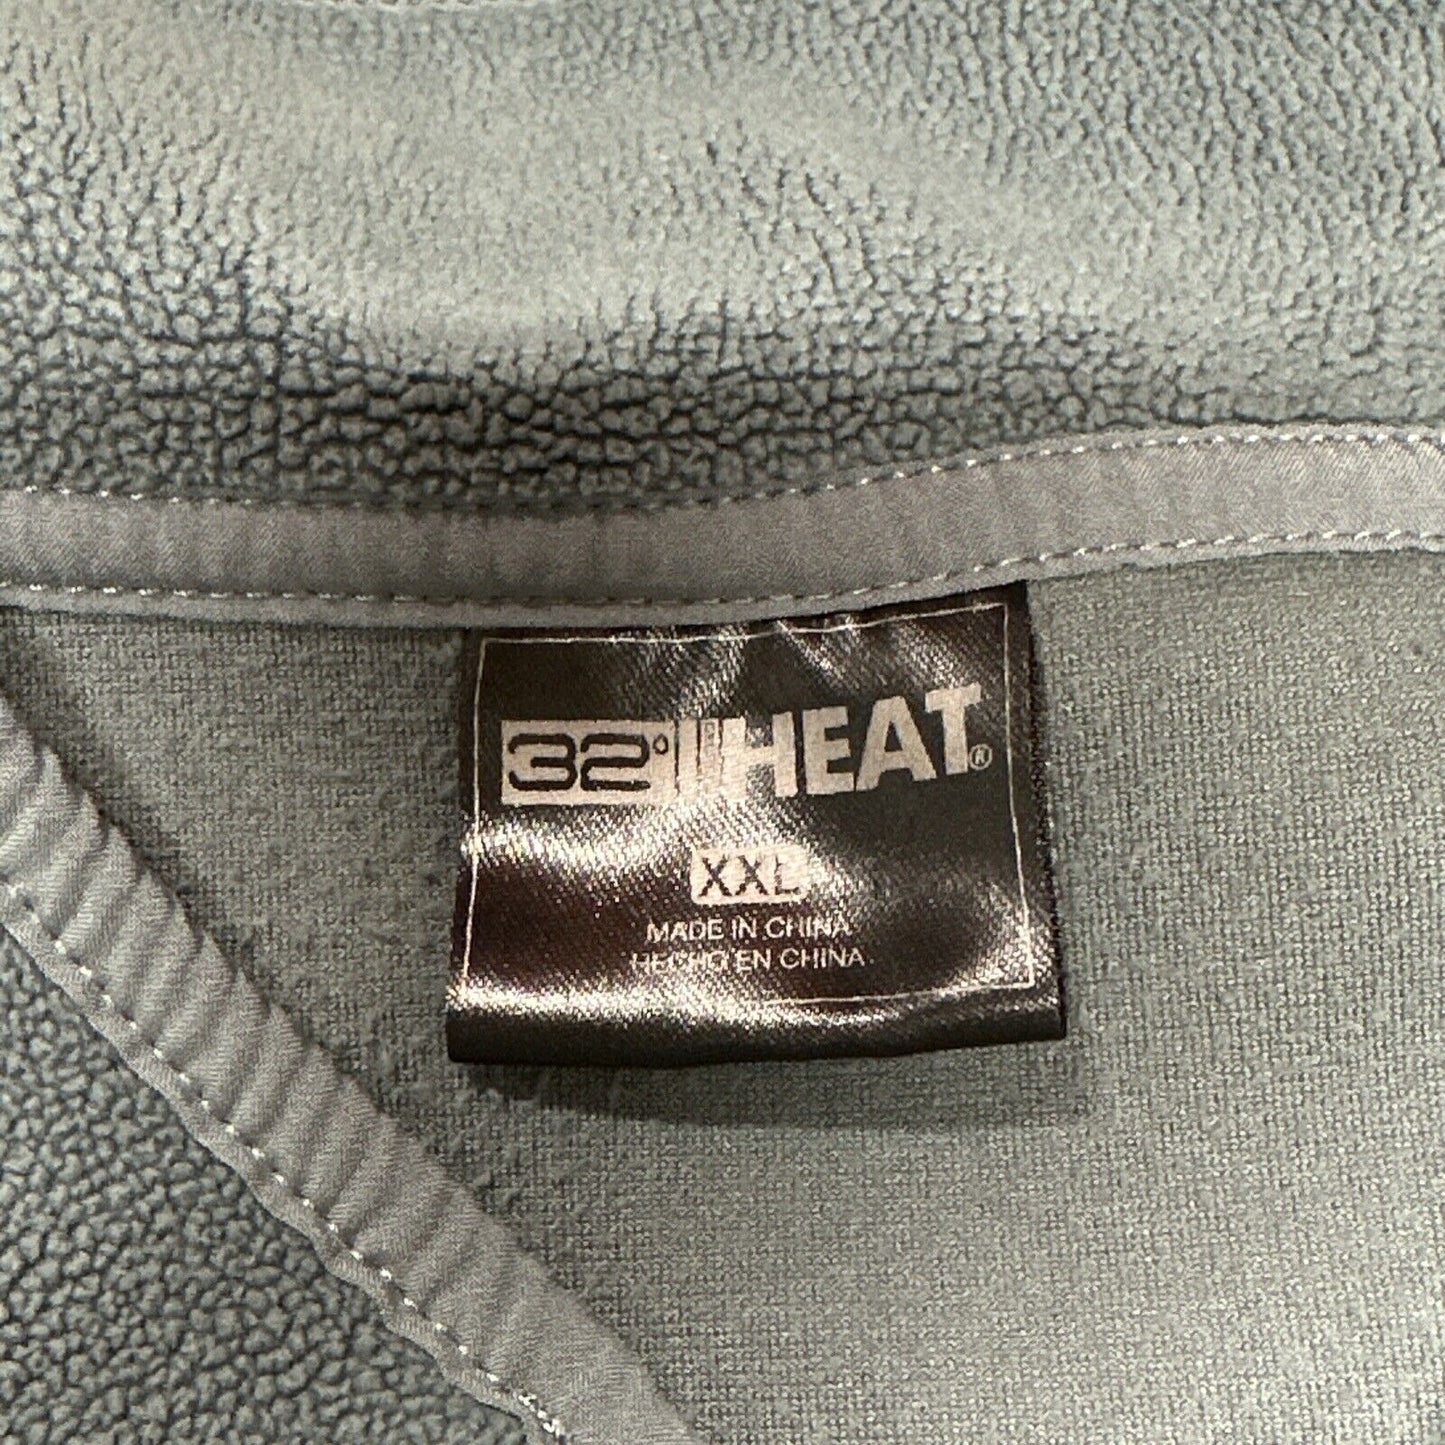 32° HEAT®
XXL
MADE IN CHINA
HECHO EN CHINA